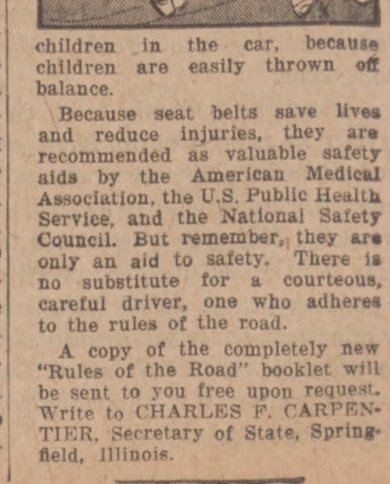 children in the car, because
children are easily thrown off
balance.
Because seat belts save lives
and reduce injuries, they are
recommended as valuable safety
aids by the American Medical
Association, the U.S. Public Health
Service, and the National Safety
Council. But remember, they are
only an aid to safety. There is
no substitute for a courteous,
careful driver, one who adheres
to the rules of the road.
A copy of the completely new
"Rules of the Road" booklet will
be sent to you free upon request.
Write to CHARLES F. CARPEN-
TIER, Secretary of State, Spring-
field, Illinois.